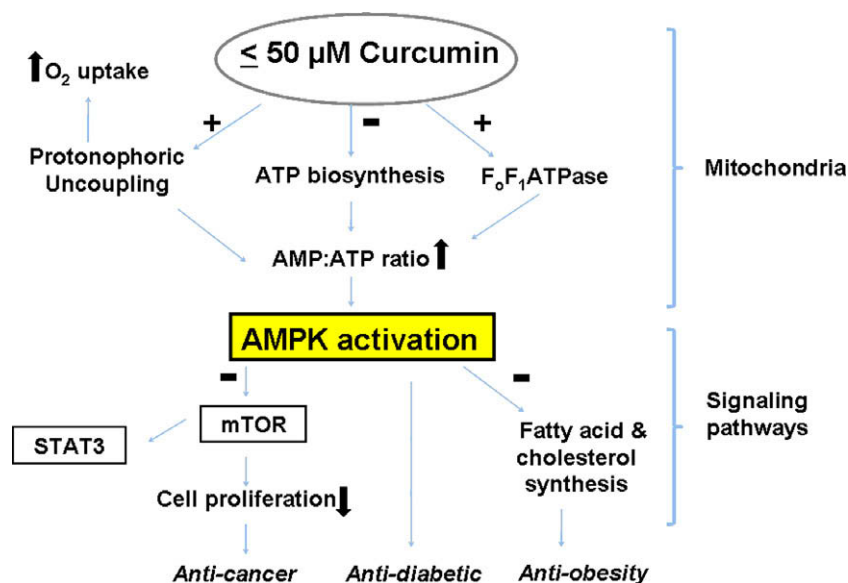 ≤ 50 µM Curcumin
⬆O₂ uptake
+
-
+
Protonophoric
Uncoupling
ATP biosynthesis
FₒF₁ATPase
Mitochondria
AMP:ATP ratio⬆
AMPK activation
-
-
mTOR
STAT3
Fatty acid &
cholesterol
synthesis
Signaling
pathways
Cell proliferation⬇
Anti-cancer
Anti-diabetic
Anti-obesity